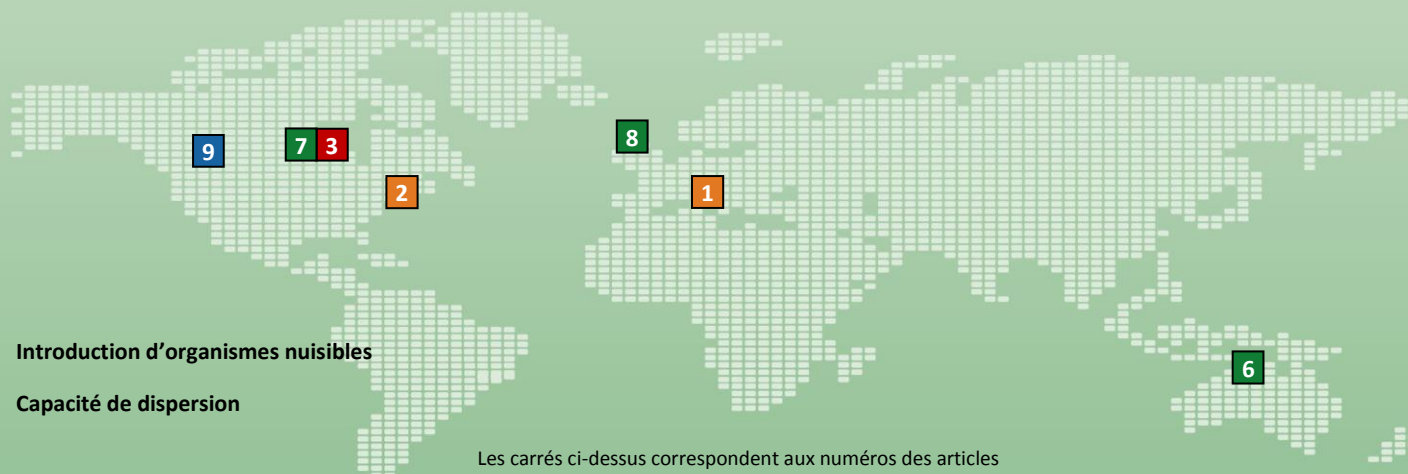 8
9
7 3
2
1
Introduction d’organismes nuisibles
6
Capacité de dispersion
Les carrés ci-dessus correspondent aux numéros des articles